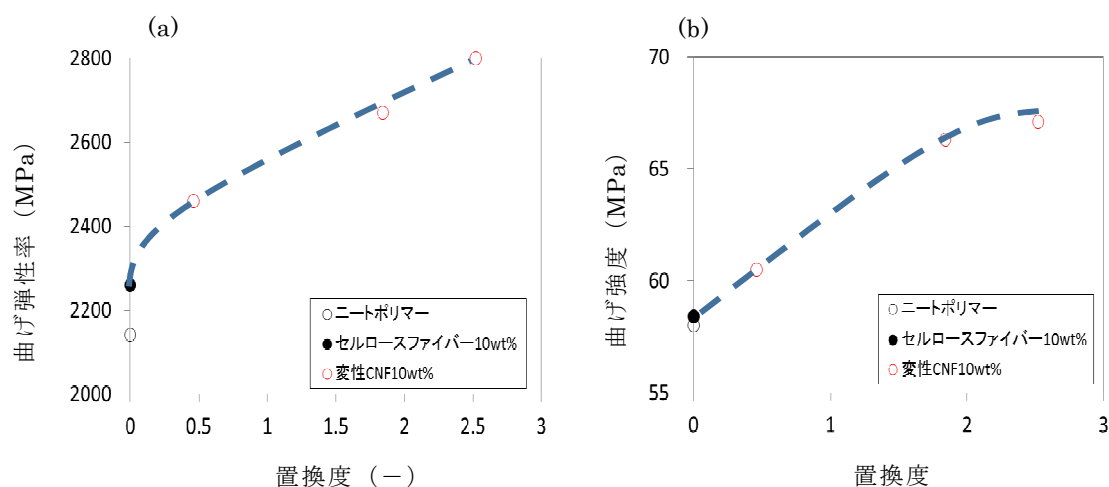 (a)
2800
2600
2400
2200
2000
曲げ弾性率 (MPa)
○ニートポリマー
●セルロースファイバー10wt%
○変性CNF10wt%
0 0.5 1 1.5 2 2.5 3
置換度 (－)
(b)
70
65
60
55
曲げ強度 (MPa)
○ニートポリマー
●セルロースファイバー10wt%
○変性CNF10wt%
0 1 2 3
置換度